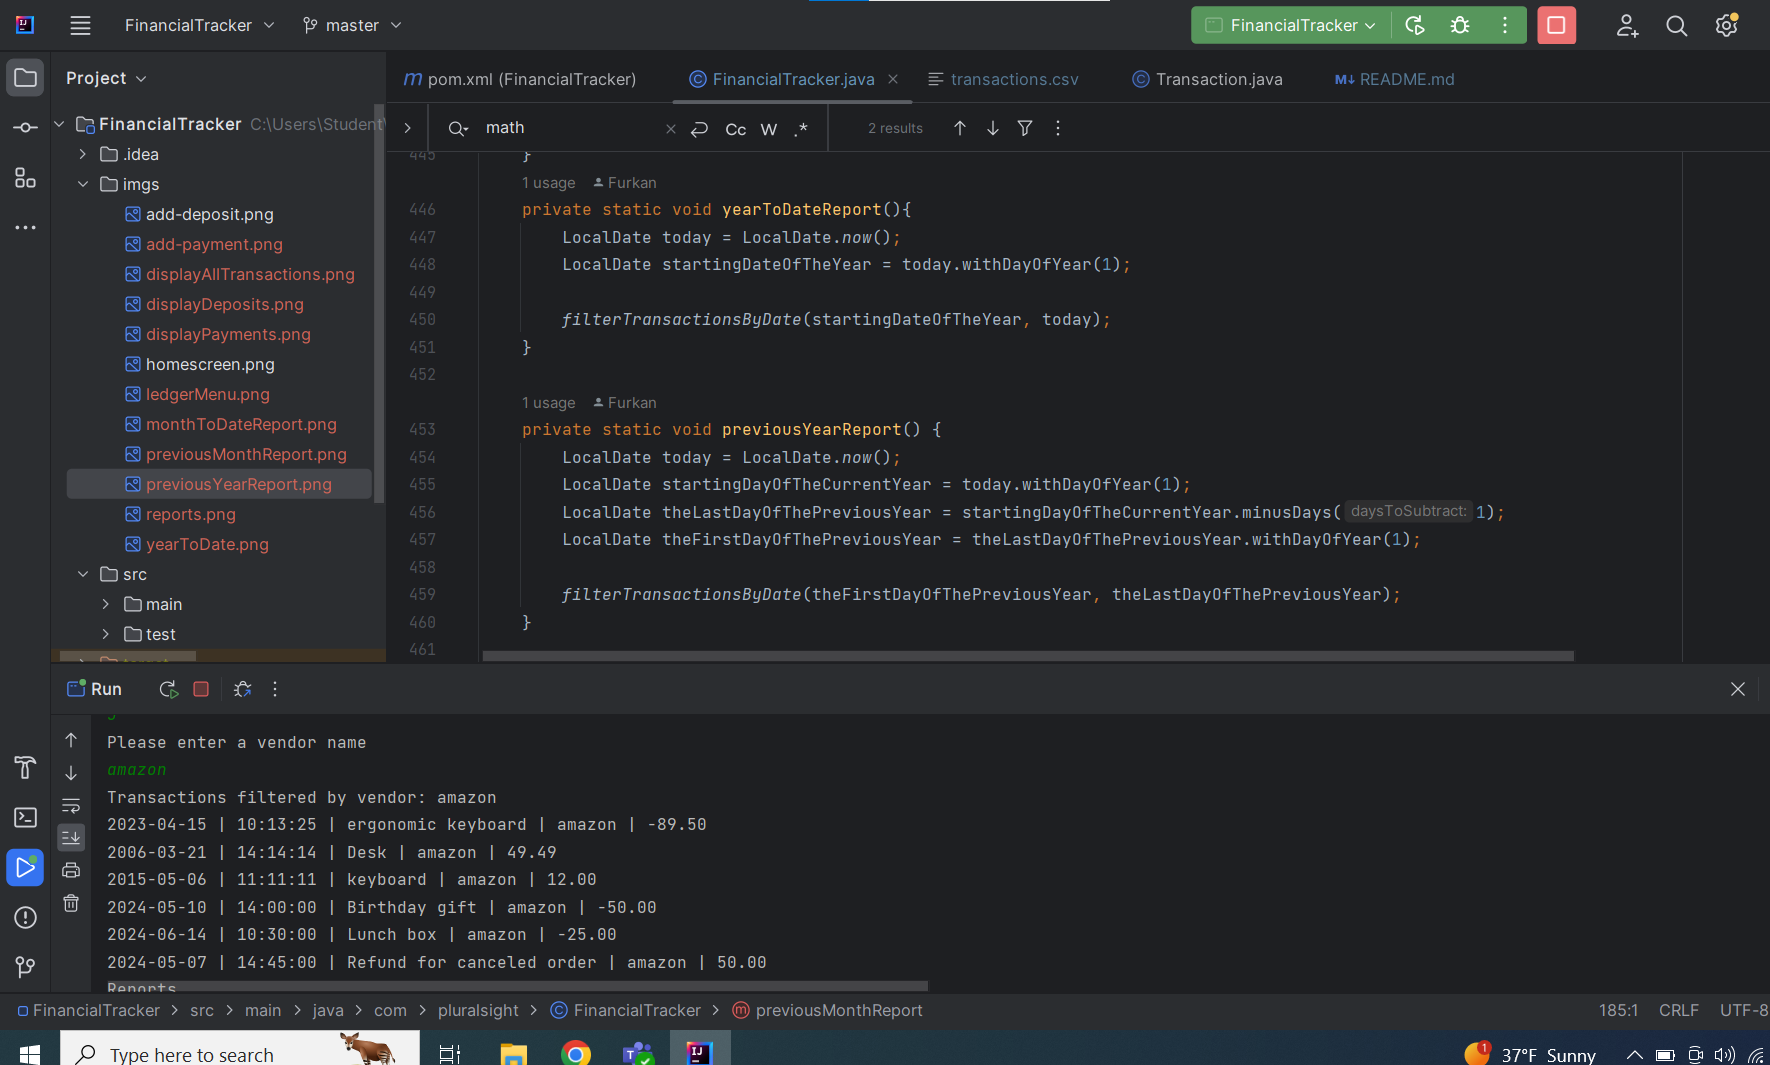 FinancialTracker
master
FinancialTracker
Project
pom.xml (FinancialTracker)
FinancialTracker.java
transactions.csv
Transaction.java
README.md
FinancialTracker C:\Users\Student\
.idea
imgs
add-deposit.png
add-payment.png
displayAllTransactions.png
displayDeposits.png
displayPayments.png
homescreen.png
ledgerMenu.png
monthToDateReport.png
previousMonthReport.png
previousYearReport.png
reports.png
yearToDate.png
src
main
test
math
Cc W .*
2 results
445 }
1 usage Furkan
446 private static void yearToDateReport(){
447 LocalDate today = LocalDate.now();
448 LocalDate startingDateOfTheYear = today.withDayOfYear(1);
449
450 filterTransactionsByDate(startingDateOfTheYear, today);
451 }
452
1 usage Furkan
453 private static void previousYearReport() {
454 LocalDate today = LocalDate.now();
455 LocalDate startingDayOfTheCurrentYear = today.withDayOfYear(1);
456 LocalDate theLastDayOfThePreviousYear = startingDayOfTheCurrentYear.minusDays( daysToSubtract: 1);
457 LocalDate theFirstDayOfThePreviousYear = theLastDayOfThePreviousYear.withDayOfYear(1);
458
459 filterTransactionsByDate(theFirstDayOfThePreviousYear, theLastDayOfThePreviousYear);
460 }
461
Run
Please enter a vendor name
amazon
Transactions filtered by vendor: amazon
2023-04-15 | 10:13:25 | ergonomic keyboard | amazon | -89.50
2006-03-21 | 14:14:14 | Desk | amazon | 49.49
2015-05-06 | 11:11:11 | keyboard | amazon | 12.00
2024-05-10 | 14:00:00 | Birthday gift | amazon | -50.00
2024-06-14 | 10:30:00 | Lunch box | amazon | -25.00
2024-05-07 | 14:45:00 | Refund for canceled order | amazon | 50.00
Reports
FinancialTracker > src > main > java > com > pluralsight > FinancialTracker > previousMonthReport
185:1 CRLF UTF-8
Type here to search
37°F Sunny